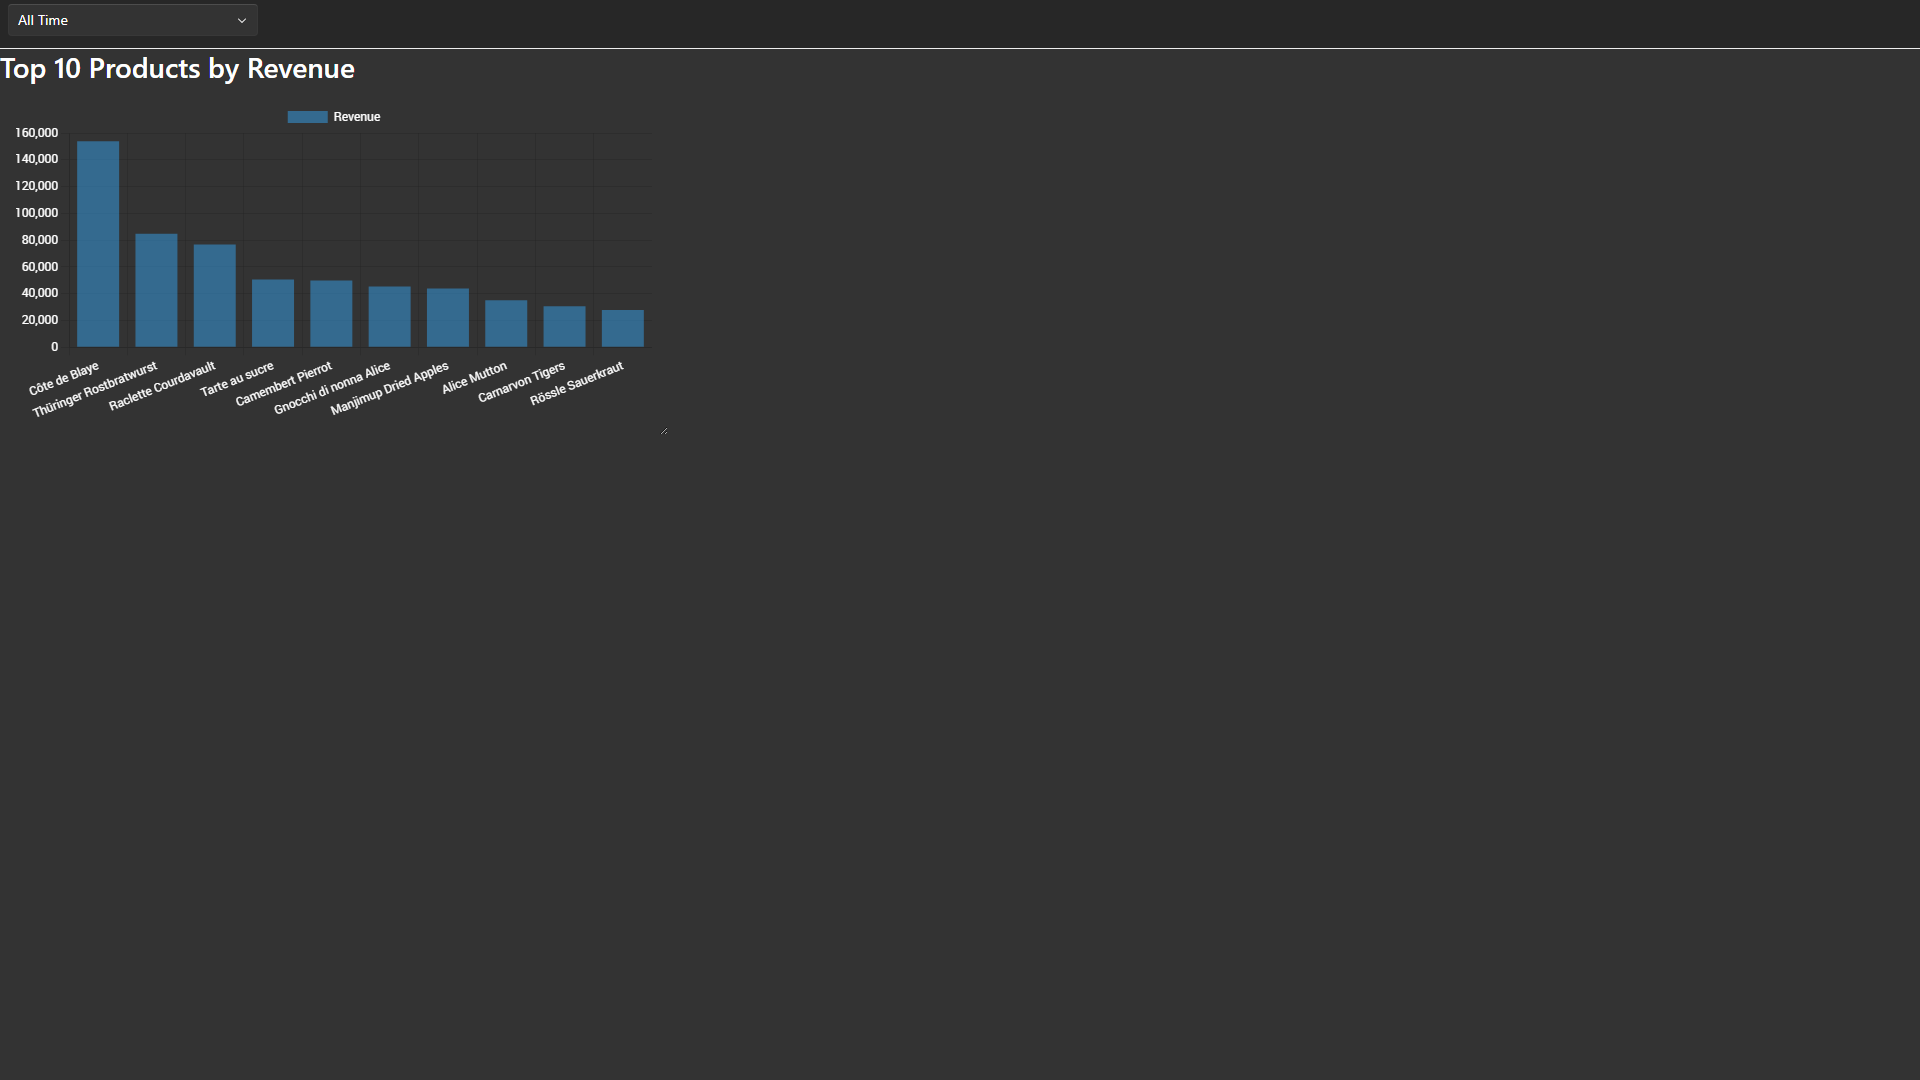 All Time
Top 10 Products by Revenue
Revenue
160,000
140,000
120,000
100,000
80,000
60,000
40,000
20,000
0
Côte de Blaye
Thüringer Rostbratwurst
Raclette Courdavault
Tarte au sucre
Camembert Pierrot
Gnocchi di nonna Alice
Manjimup Dried Apples
Alice Mutton
Carnarvon Tigers
Rössle Sauerkraut